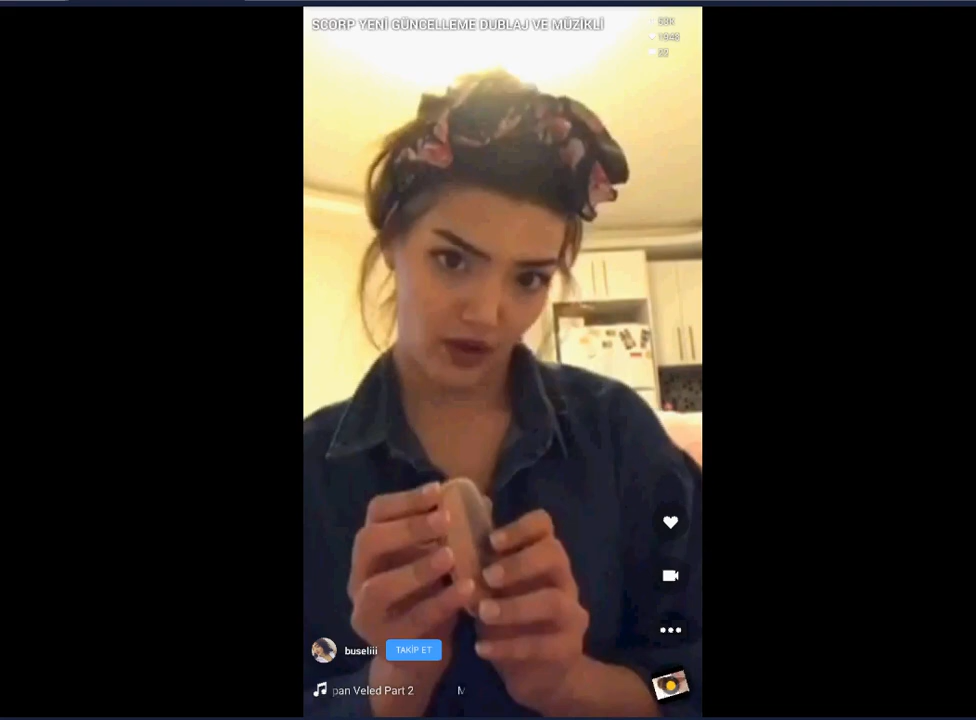 SCORP YENİ GÜNCELLEME DUBLAJ VE MÜZİKLİ
buseliii
TAKİP ET
pan Veled Part 2
M